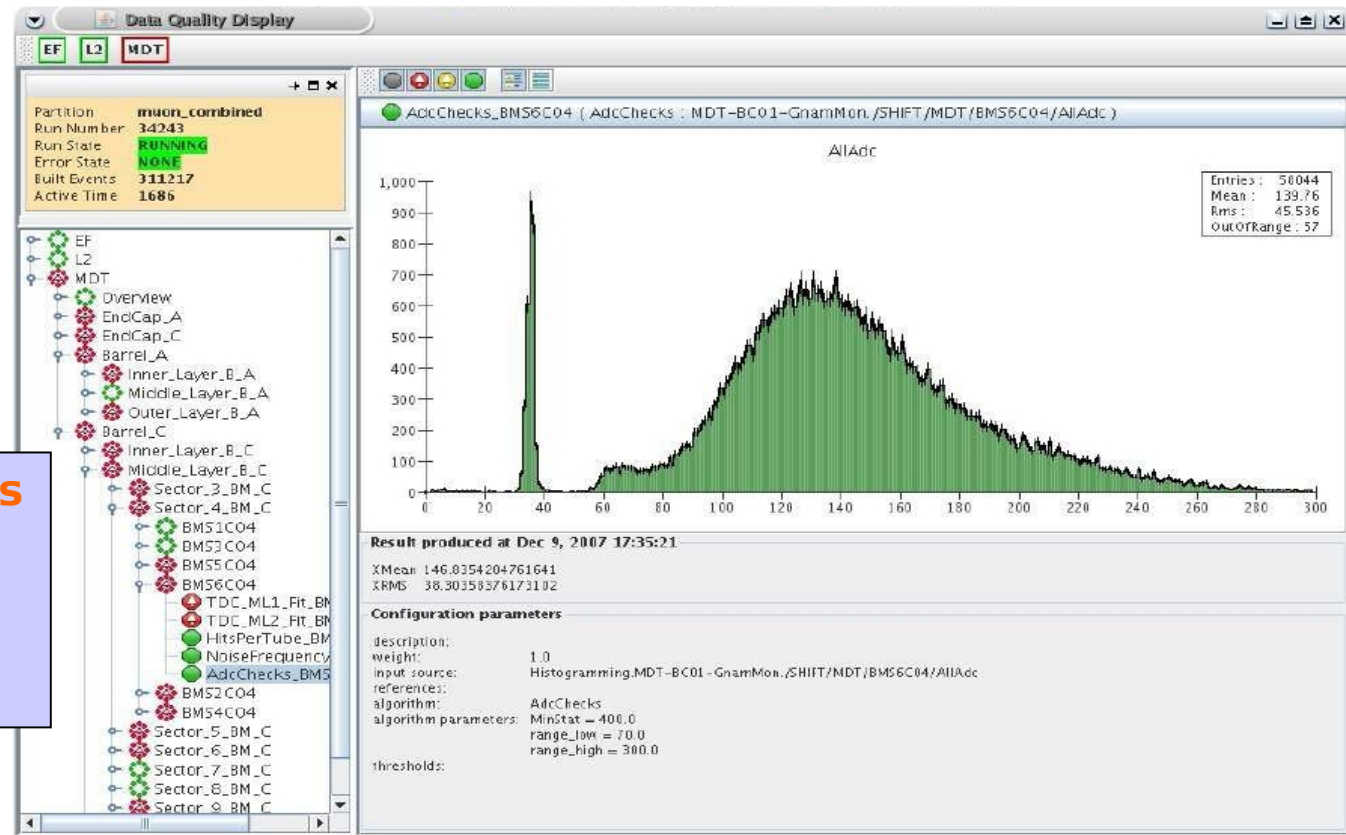 Data Quality Display
EF L2 MDT
Partition muon_combined
Run Number 34243
Run State RUNNING
Error State NONE
Built Events 311217
Active Time 1686
EF
L2
MDT
Overview
EndCap_A
EndCap_C
Barrel_A
Inner_Layer_B_A
Middle_Layer_B_A
Outer_Layer_B_A
Barrel_C
Inner_Layer_B_C
Middle_Layer_B_C
Sector_3_BM_C
Sector_4_BM_C
BMS1C04
BMS3C04
BMS5C04
BMS6C04
TDC_ML1_Fit_BM
TDC_ML2_Fit_BM
HitsPerTube_BM
NoiseFrequency
AdcChecks_BMS
BMS2C04
BMS4C04
Sector_5_BM_C
Sector_6_BM_C
Sector_7_BM_C
Sector_8_BM_C
Sector_9_BM_C
s
AdcChecks_BMS6C04 ( AdcChecks : MDT-BC01-GnamMon./SHIFT/MDT/BMS6C04/AllAdc )
AllAdc
Entries : 58044
Mean : 139.76
Rms : 45.536
OutOfRange : 57
1,000
900
800
700
600
500
400
300
200
100
0
0 20 40 60 80 100 120 140 160 180 200 220 240 260 280 300
Result produced at Dec 9, 2007 17:35:21
XMean 146.8354204761641
XRMS 38.30358376173102
Configuration parameters
description:
weight: 1.0
input source: Histogramming.MDT-BC01-GnamMon./SHIFT/MDT/BMS6C04/AllAdc
references:
algorithm: AdcChecks
algorithm parameters: MinStat = 400.0
range_low = 70.0
range_high = 300.0
thresholds: